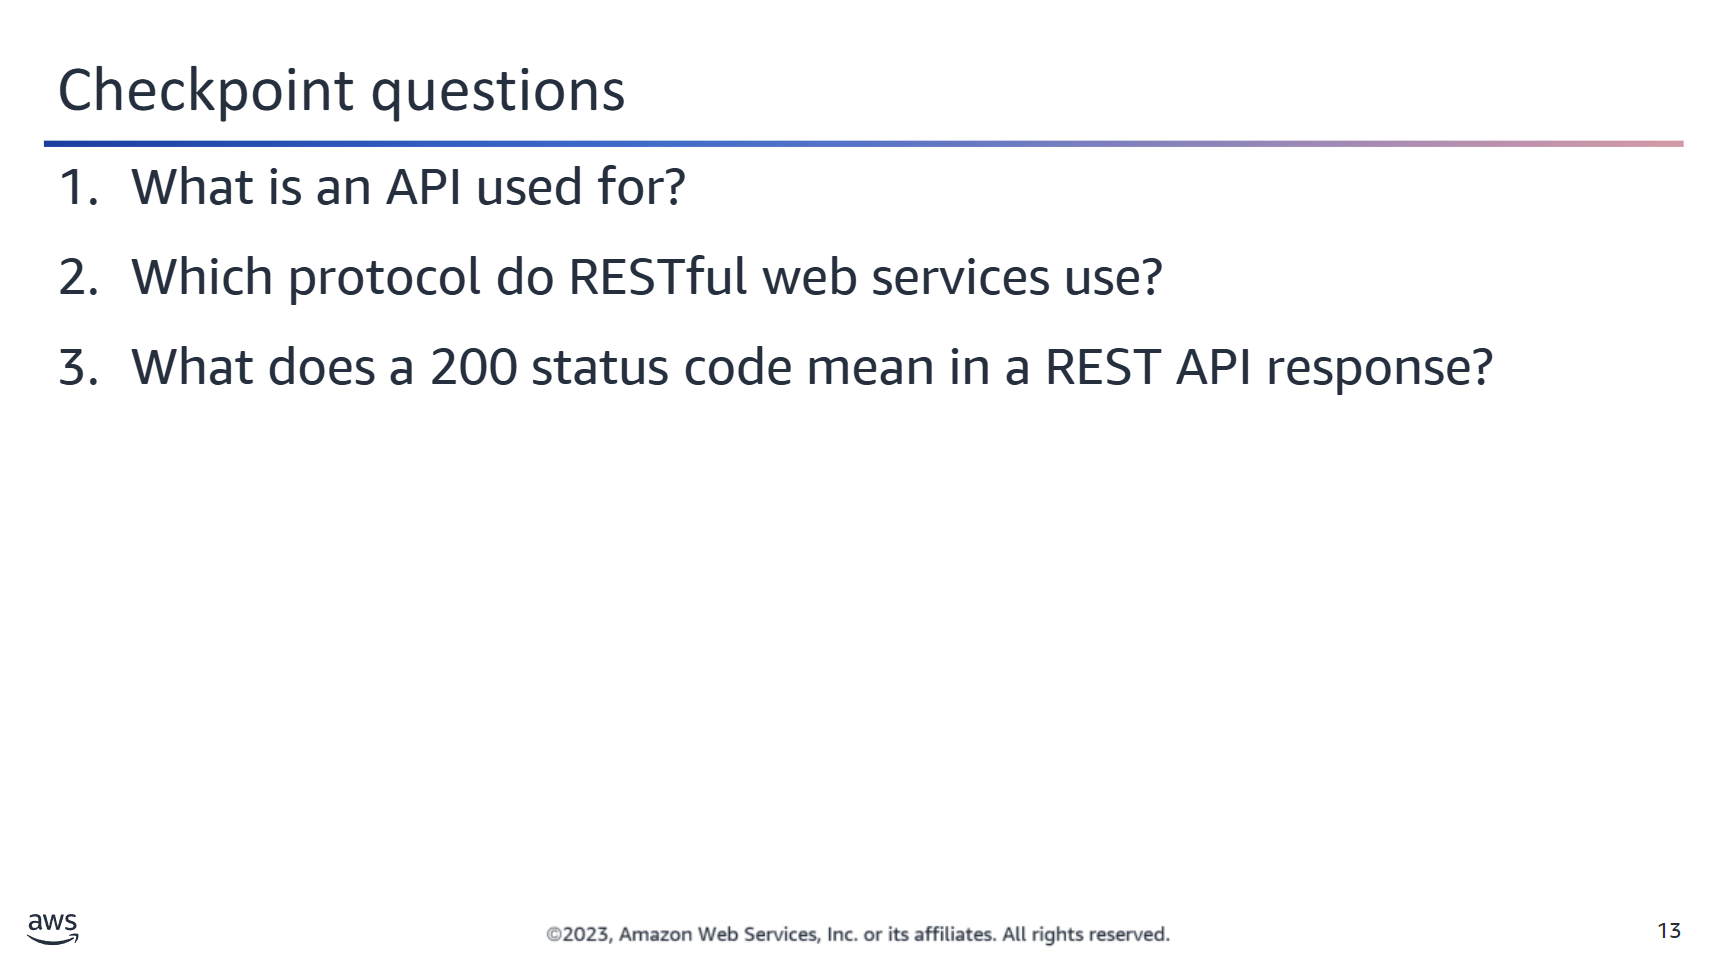 Checkpoint questions
1. What is an API used for?
2. Which protocol do RESTful web services use?
3. What does a 200 status code mean in a REST API response?
aws
©2023, Amazon Web Services, Inc. or its affiliates. All rights reserved.
13